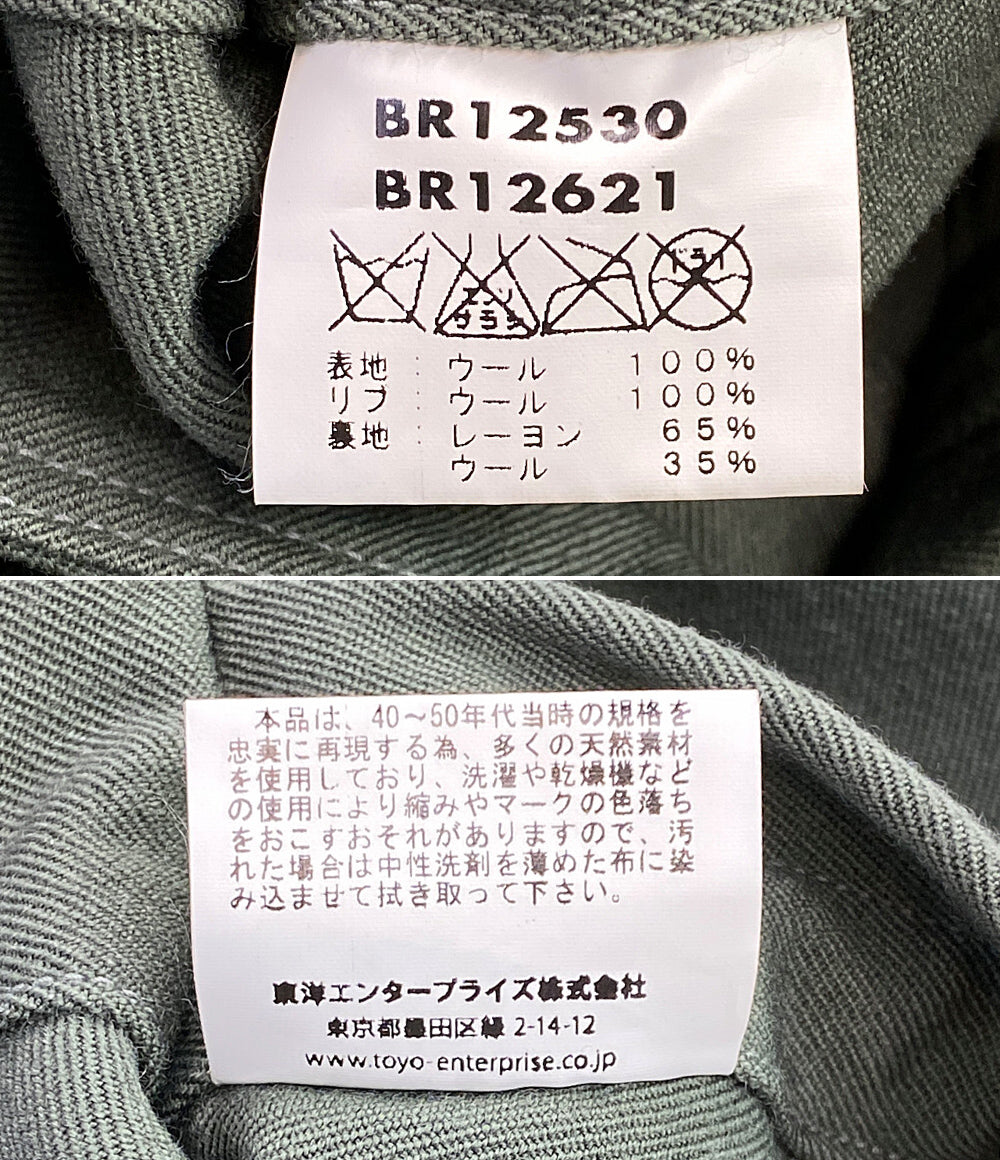 BR12530
BR12621
エンソ
サラシ
ドライ
表地 : ウール 100%
リブ : ウール 100%
裏地 : レーヨン 65%
ウール 35%
本品は、40〜50年代当時の規格を
忠実に再現する為、多くの天然素材
を使用しており、洗濯や乾燥機など
の使用により縮みやマークの色落ち
をおこすおそれがありますので、汚
れた場合は中性洗剤を薄めた布に染
み込ませて拭き取って下さい。
東洋エンタープライズ株式会社
東京都墨田区緑 2-14-12
www.toyo-enterprise.co.jp